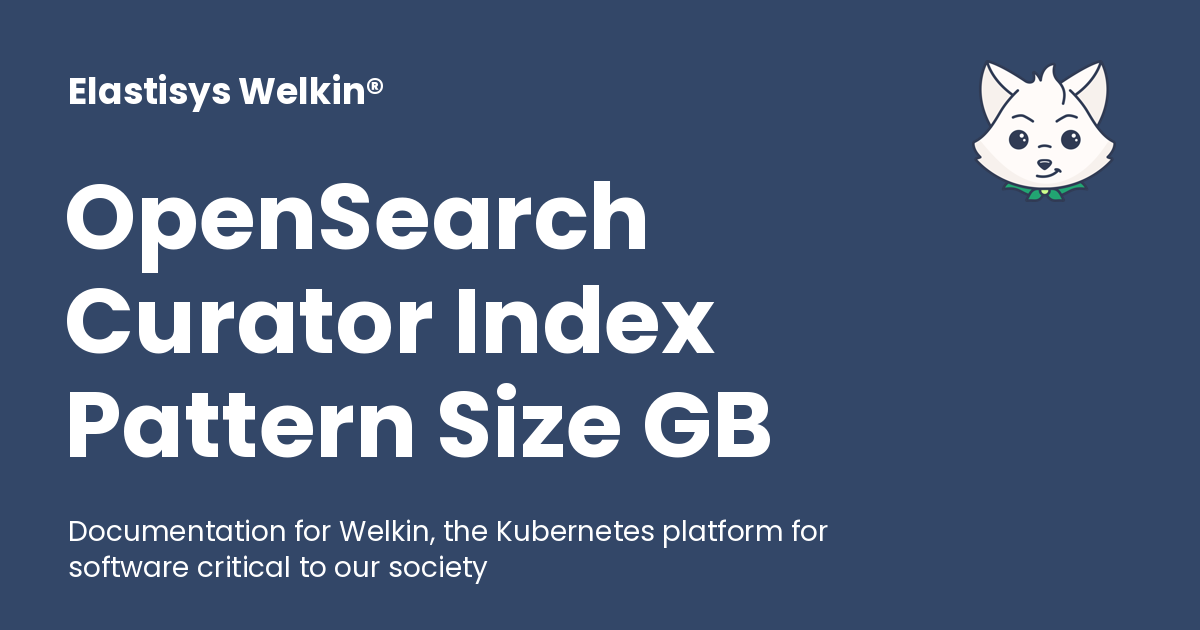 Elastisys Welkin®
OpenSearch
Curator Index
Pattern Size GB
Documentation for Welkin, the Kubernetes platform for
software critical to our society